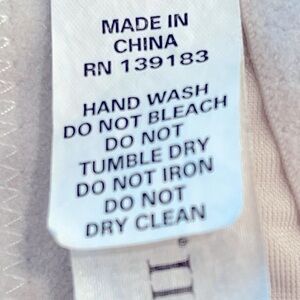 MADE IN
CHINA
RN 139183
HAND WASH
DO NOT BLEACH
DO NOT
TUMBLE DRY
DO NOT IRON
DO NOT
DRY CLEAN